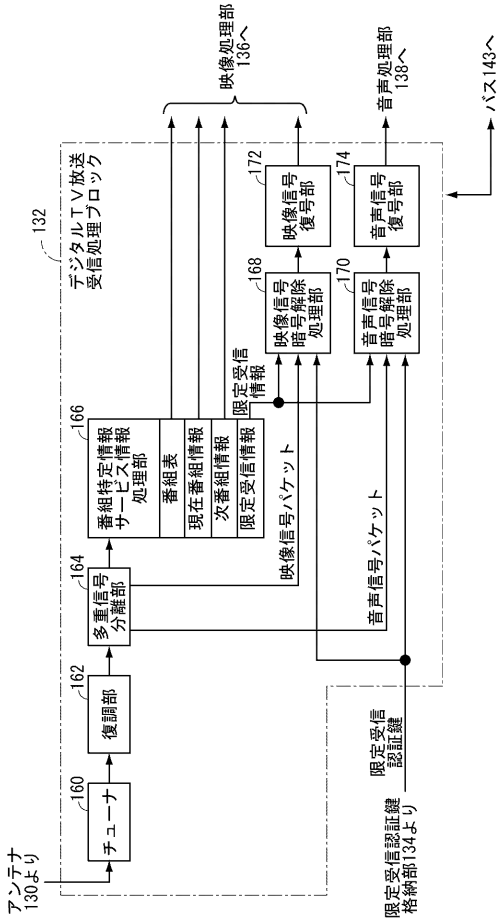 アンテナ
130より
132
デジタルTV放送
受信処理ブロック
160
チューナ
162
復調部
164
多重信号
分離部
166
番組特定情報
サービス情報
処理部
番組表
現在番組情報
次番組情報
限定受信情報
限定受信
情報
映像信号パケット
音声信号パケット
168
映像信号
暗号解除
処理部
170
音声信号
暗号解除
処理部
172
映像信号
復号部
174
音声信号
復号部
映像処理部
136へ
音声処理部
138へ
バス143へ
限定受信
認証鍵
限定受信認証鍵
格納部134より